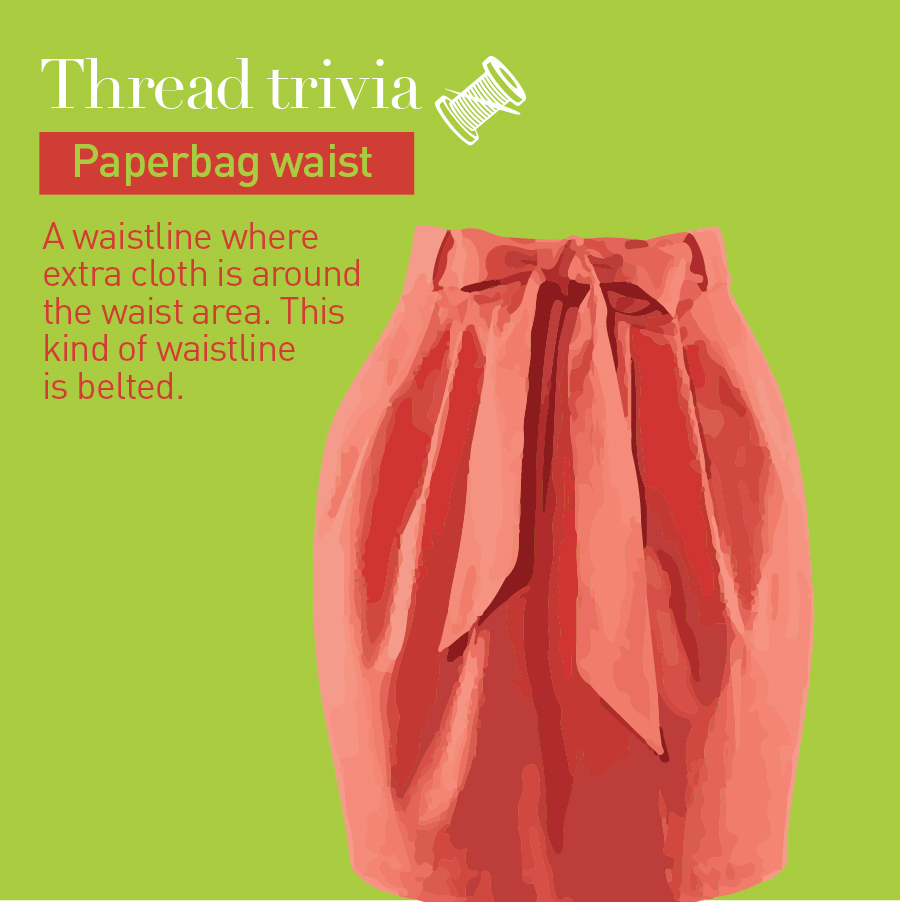 Thread trivia
Paperbag waist
A waistline where
extra cloth is around
the waist area. This
kind of waistline
is belted.